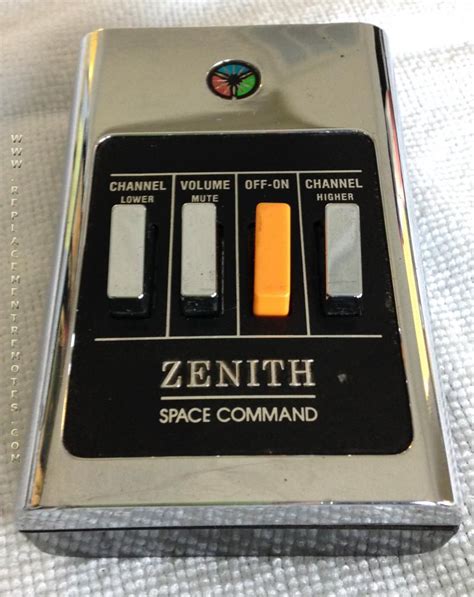 CHANNEL
LOWER
VOLUME
MUTE
OFF-ON
CHANNEL
HIGHER
ZENITH
SPACE COMMAND
WWW.REPLACEMENTREMOTES.COM